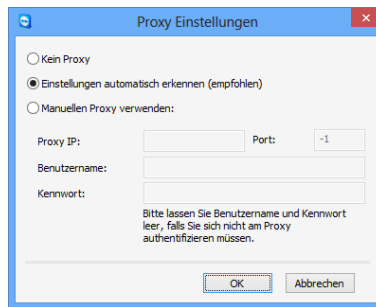 Proxy Einstellungen
Kein Proxy
Einstellungen automatisch erkennen (empfohlen)
Manuellen Proxy verwenden:
Proxy IP: Port: -1
Benutzername:
Kennwort:
Bitte lassen Sie Benutzername und Kennwort
leer, falls Sie sich nicht am Proxy
authentifizieren müssen.
OK Abbrechen